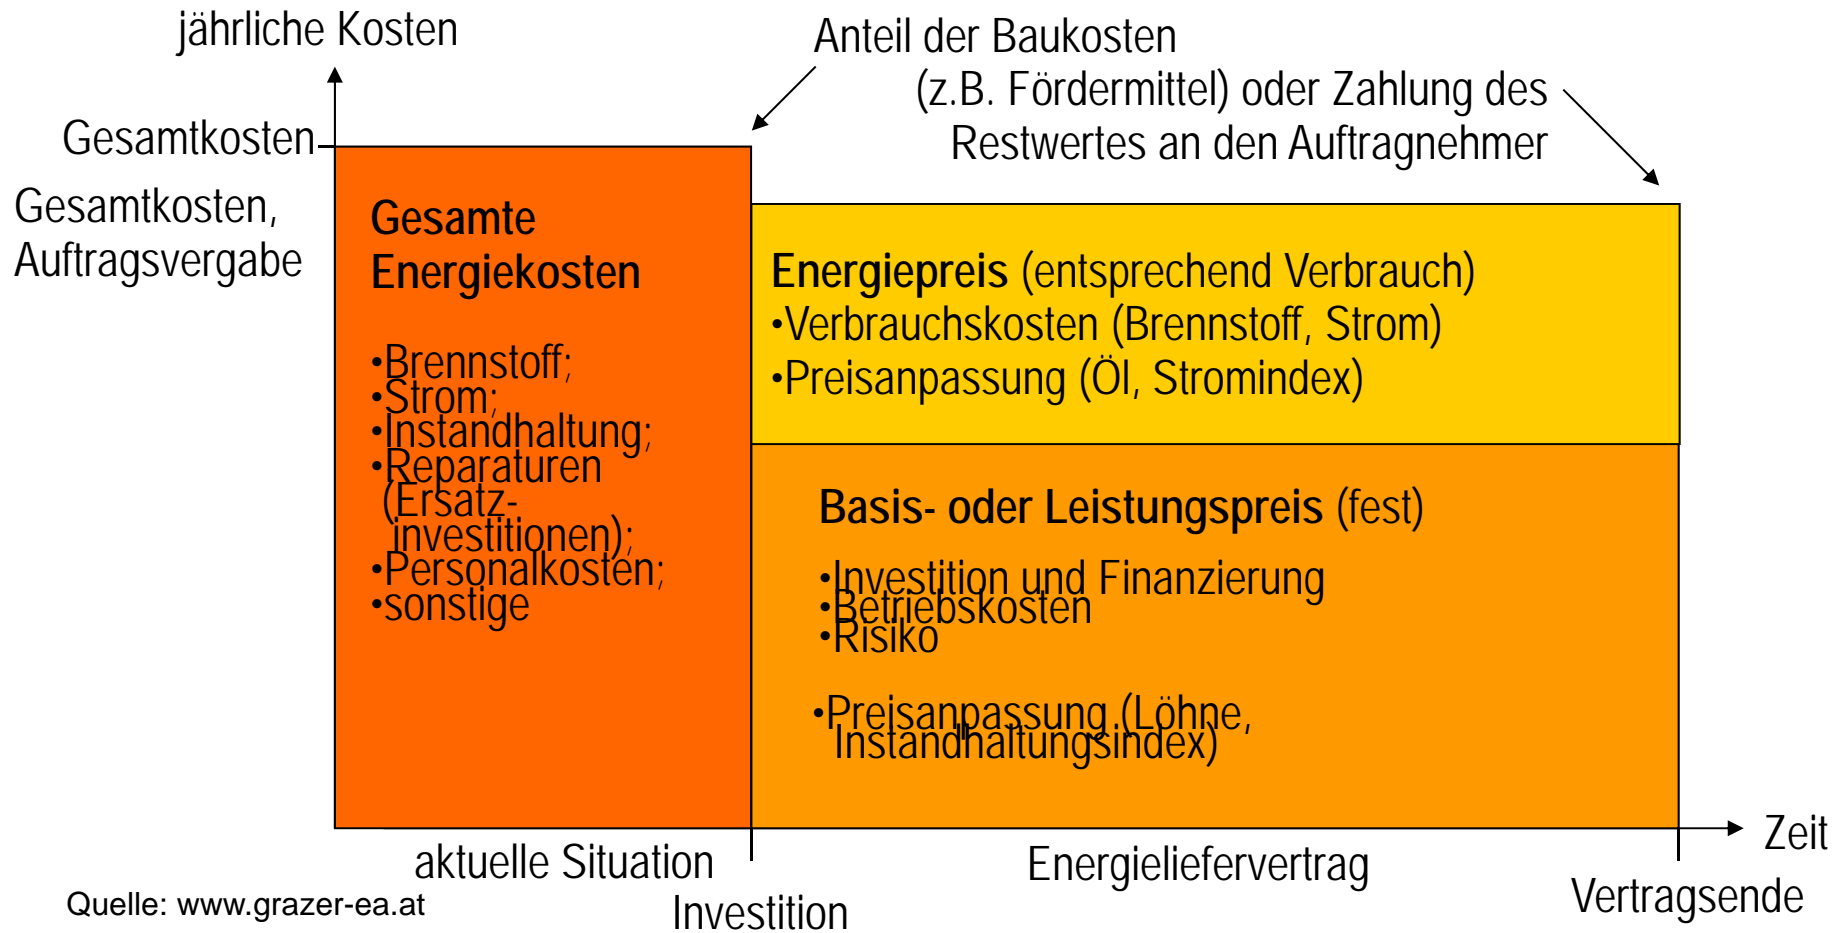 jährliche Kosten
Anteil der Baukosten
(z.B. Fördermittel) oder Zahlung des
Restwertes an den Auftragnehmer
Gesamtkosten
Gesamtkosten,
Auftragsvergabe
Gesamte
Energiekosten
•Brennstoff;
•Strom;
•Instandhaltung;
•Reparaturen
(Ersatz-
investitionen);
•Personalkosten;
•sonstige
Energiepreis (entsprechend Verbrauch)
•Verbrauchskosten (Brennstoff, Strom)
•Preisanpassung (Öl, Stromindex)
Basis- oder Leistungspreis (fest)
•Investition und Finanzierung
•Betriebskosten
•Risiko
•Preisanpassung (Löhne,
Instandhaltungsindex)
Zeit
aktuelle Situation
Energieliefervertrag
Investition
Vertragsende
Quelle: www.grazer-ea.at